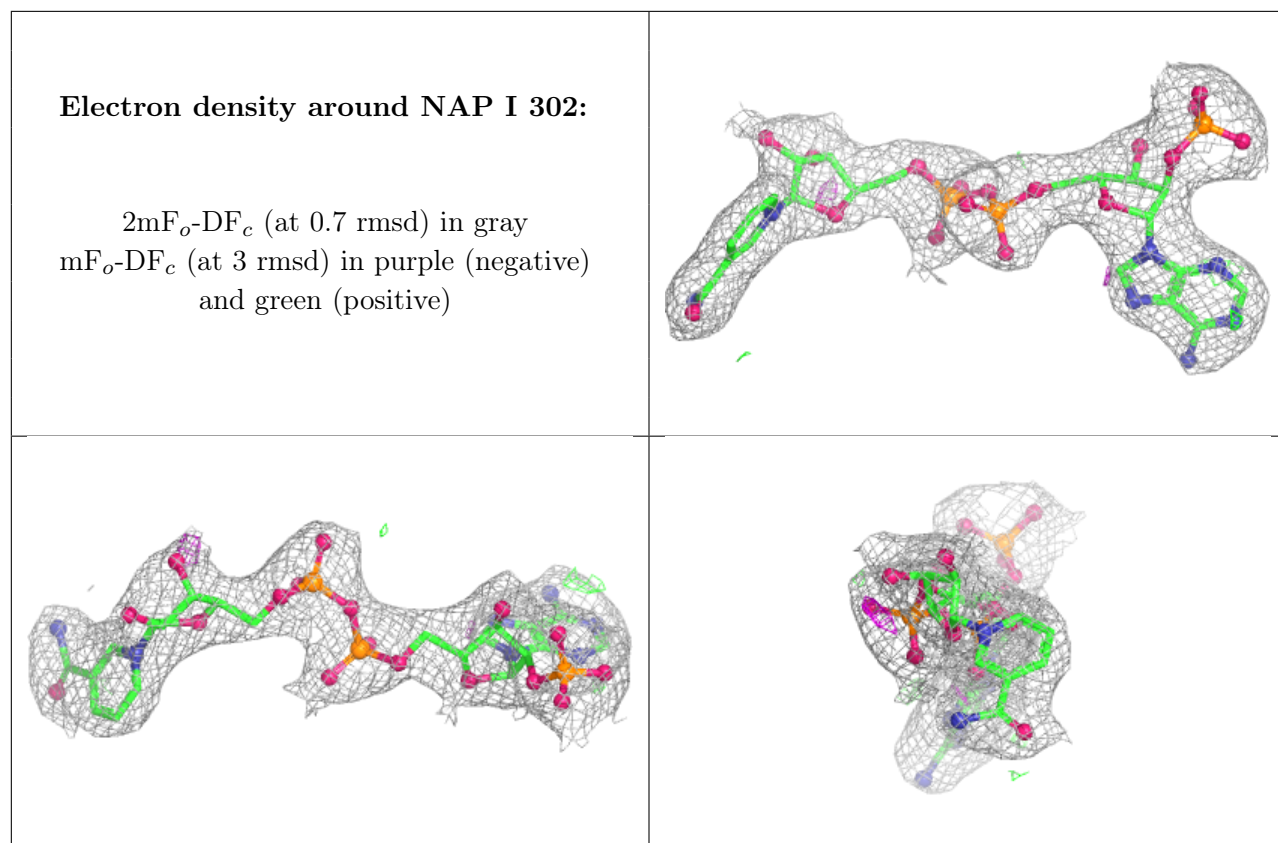 Electron density around NAP I 302:
2mFo-DFc (at 0.7 rmsd) in gray
mFo-DFc (at 3 rmsd) in purple (negative)
and green (positive)